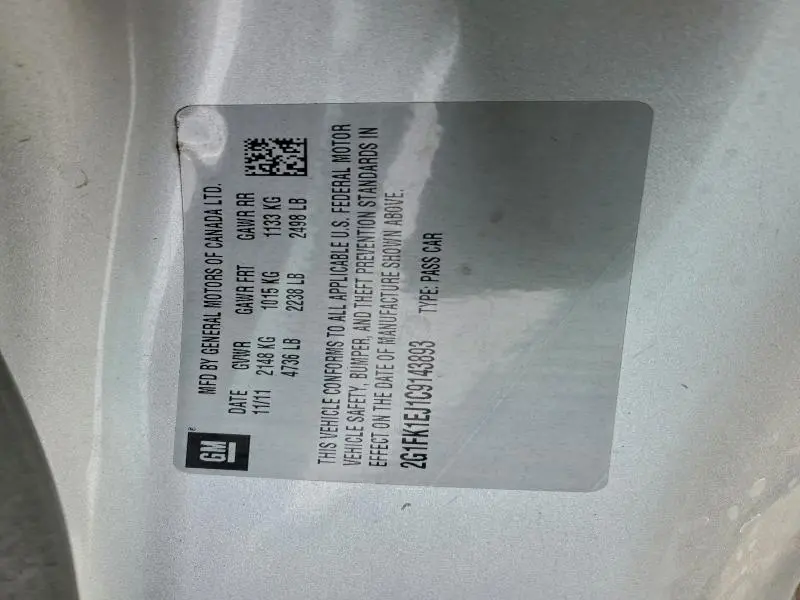 GM ®
MFD BY GENERAL MOTORS OF CANADA LTD.
DATE GVWR GAWR FRT GAWR RR
11/11 2148 KG 1015 KG 1133 KG
4736 LB 2238 LB 2498 LB
THIS VEHICLE CONFORMS TO ALL APPLICABLE U.S. FEDERAL MOTOR
VEHICLE SAFETY, BUMPER, AND THEFT PREVENTION STANDARDS IN
EFFECT ON THE DATE OF MANUFACTURE SHOWN ABOVE.
2G1FK1EJ1C9143893 TYPE: PASS CAR